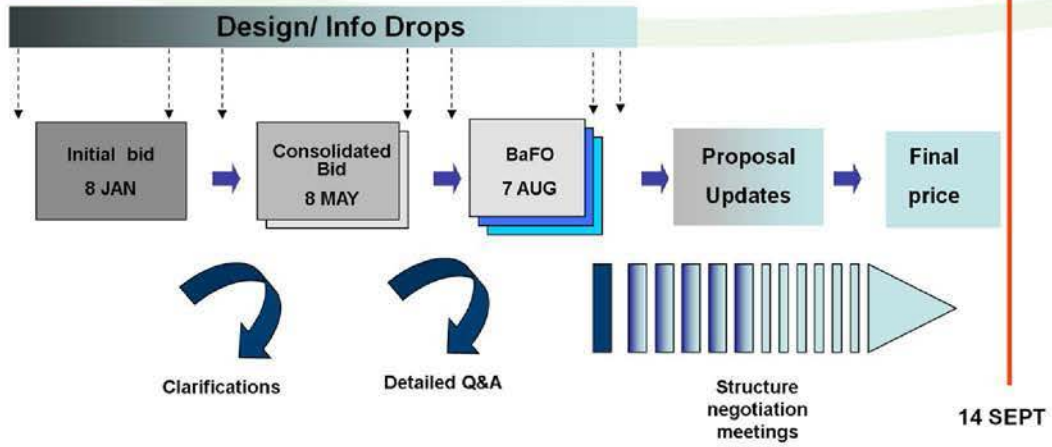 Design/ Info Drops
Initial bid
8 JAN
Consolidated
Bid
8 MAY
BaFO
7 AUG
Proposal
Updates
Final
price
Clarifications
Detailed Q&A
Structure
negotiation
meetings
14 SEPT